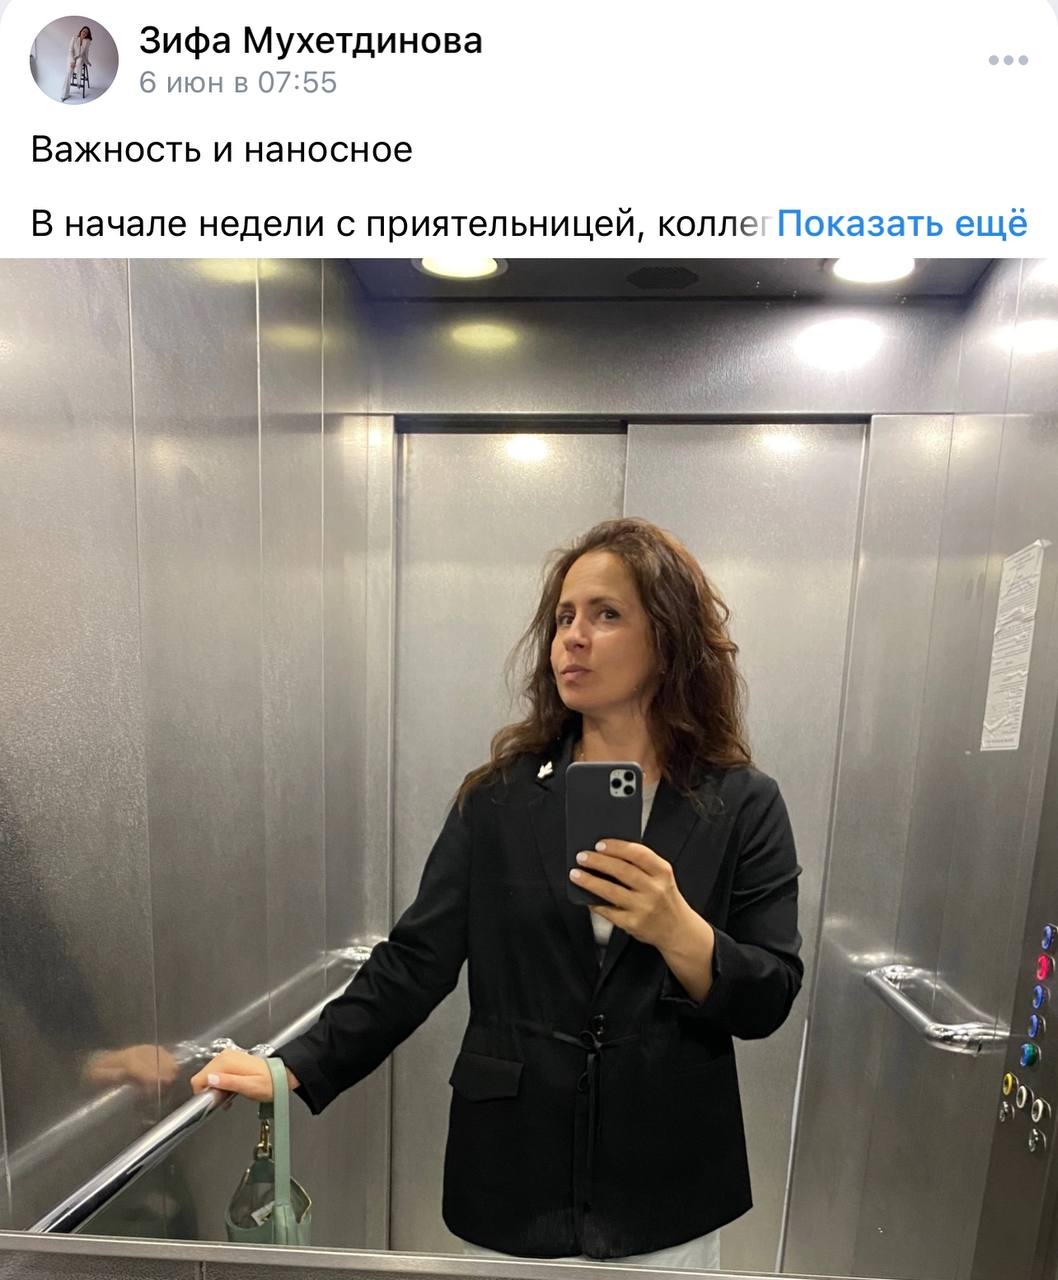 Зифа Мухетдинова
6 июн в 07:55
Важность и наносное
В начале недели с приятельницей, коллег Показать ещё